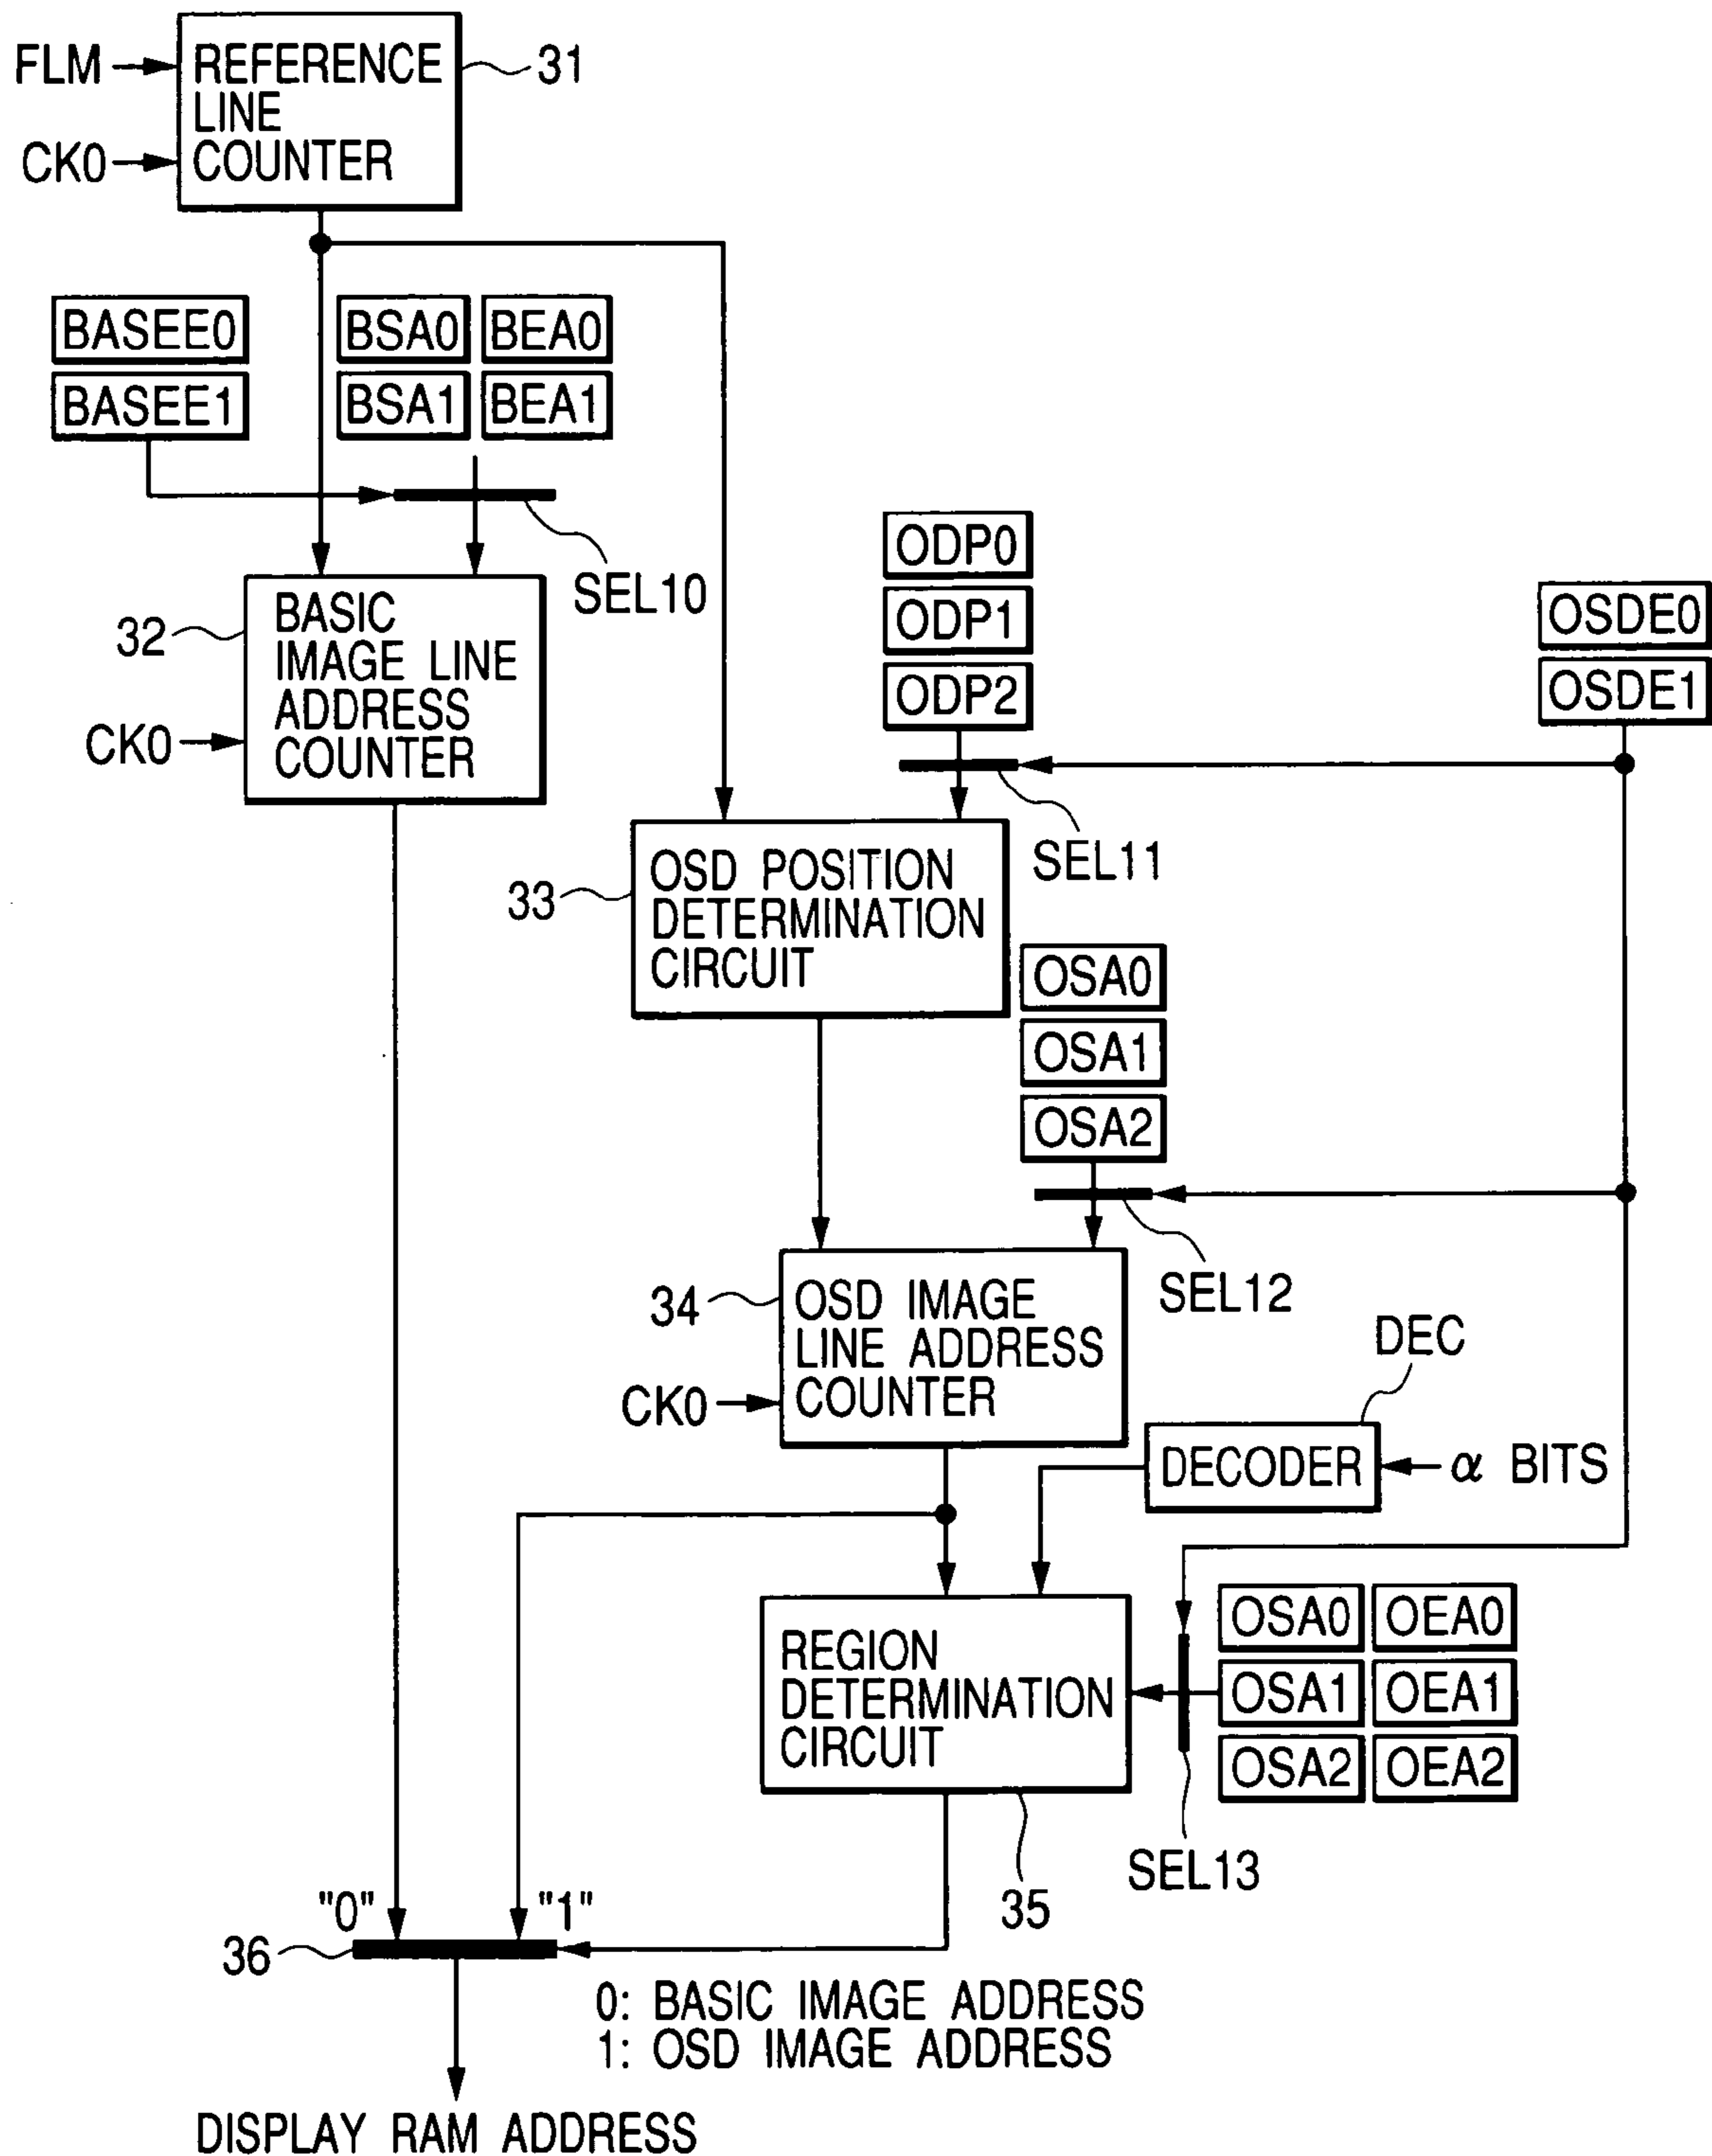 FLM
REFERENCE
LINE
COUNTER
31
CK0
BASEE0
BASEE1
BSA0
BEA0
BSA1
BEA1
SEL10
32
BASIC
IMAGE LINE
ADDRESS
COUNTER
CK0
ODP0
ODP1
ODP2
OSDE0
OSDE1
SEL11
33
OSD POSITION
DETERMINATION
CIRCUIT
OSA0
OSA1
OSA2
SEL12
34
OSD IMAGE
LINE ADDRESS
COUNTER
CK0
DEC
DECODER
α BITS
REGION
DETERMINATION
CIRCUIT
OSA0
OEA0
OSA1
OEA1
OSA2
OEA2
SEL13
35
"0"
"1"
36
0: BASIC IMAGE ADDRESS
1: OSD IMAGE ADDRESS
DISPLAY RAM ADDRESS